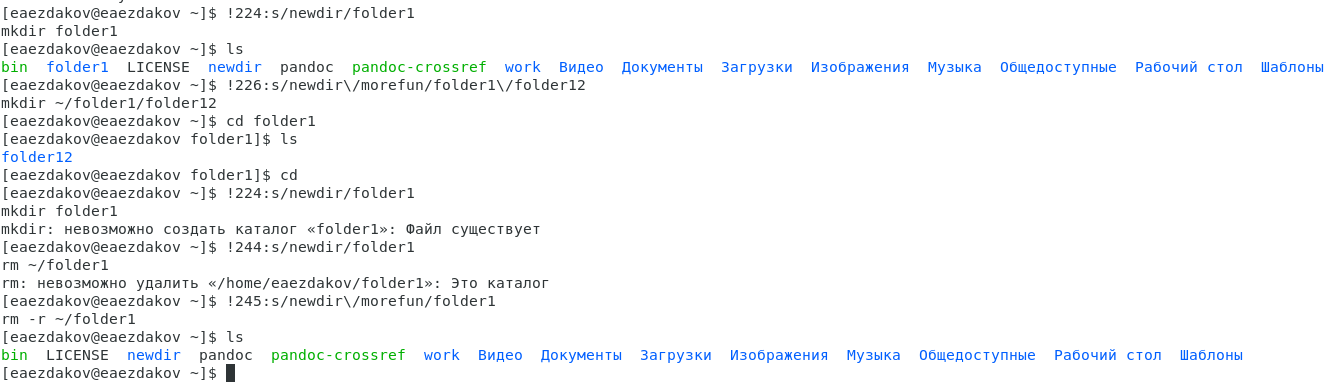 [eaezdakov@eaezdakov ~]$ !224:s/newdir/folder1
mkdir folder1
[eaezdakov@eaezdakov ~]$ ls
bin  folder1  LICENSE  newdir  pandoc  pandoc-crossref  work  Видео  Документы  Загрузки  Изображения  Музыка  Общедоступные  Рабочий стол  Шаблоны
[eaezdakov@eaezdakov ~]$ !226:s/newdir\/morefun/folder1\/folder12
mkdir ~/folder1/folder12
[eaezdakov@eaezdakov ~]$ cd folder1
[eaezdakov@eaezdakov folder1]$ ls
folder12
[eaezdakov@eaezdakov folder1]$ cd
[eaezdakov@eaezdakov ~]$ !224:s/newdir/folder1
mkdir folder1
mkdir: невозможно создать каталог «folder1»: Файл существует
[eaezdakov@eaezdakov ~]$ !244:s/newdir/folder1
rm ~/folder1
rm: невозможно удалить «/home/eaezdakov/folder1»: Это каталог
[eaezdakov@eaezdakov ~]$ !245:s/newdir\/morefun/folder1
rm -r ~/folder1
[eaezdakov@eaezdakov ~]$ ls
bin  LICENSE  newdir  pandoc  pandoc-crossref  work  Видео  Документы  Загрузки  Изображения  Музыка  Общедоступные  Рабочий стол  Шаблоны
[eaezdakov@eaezdakov ~]$